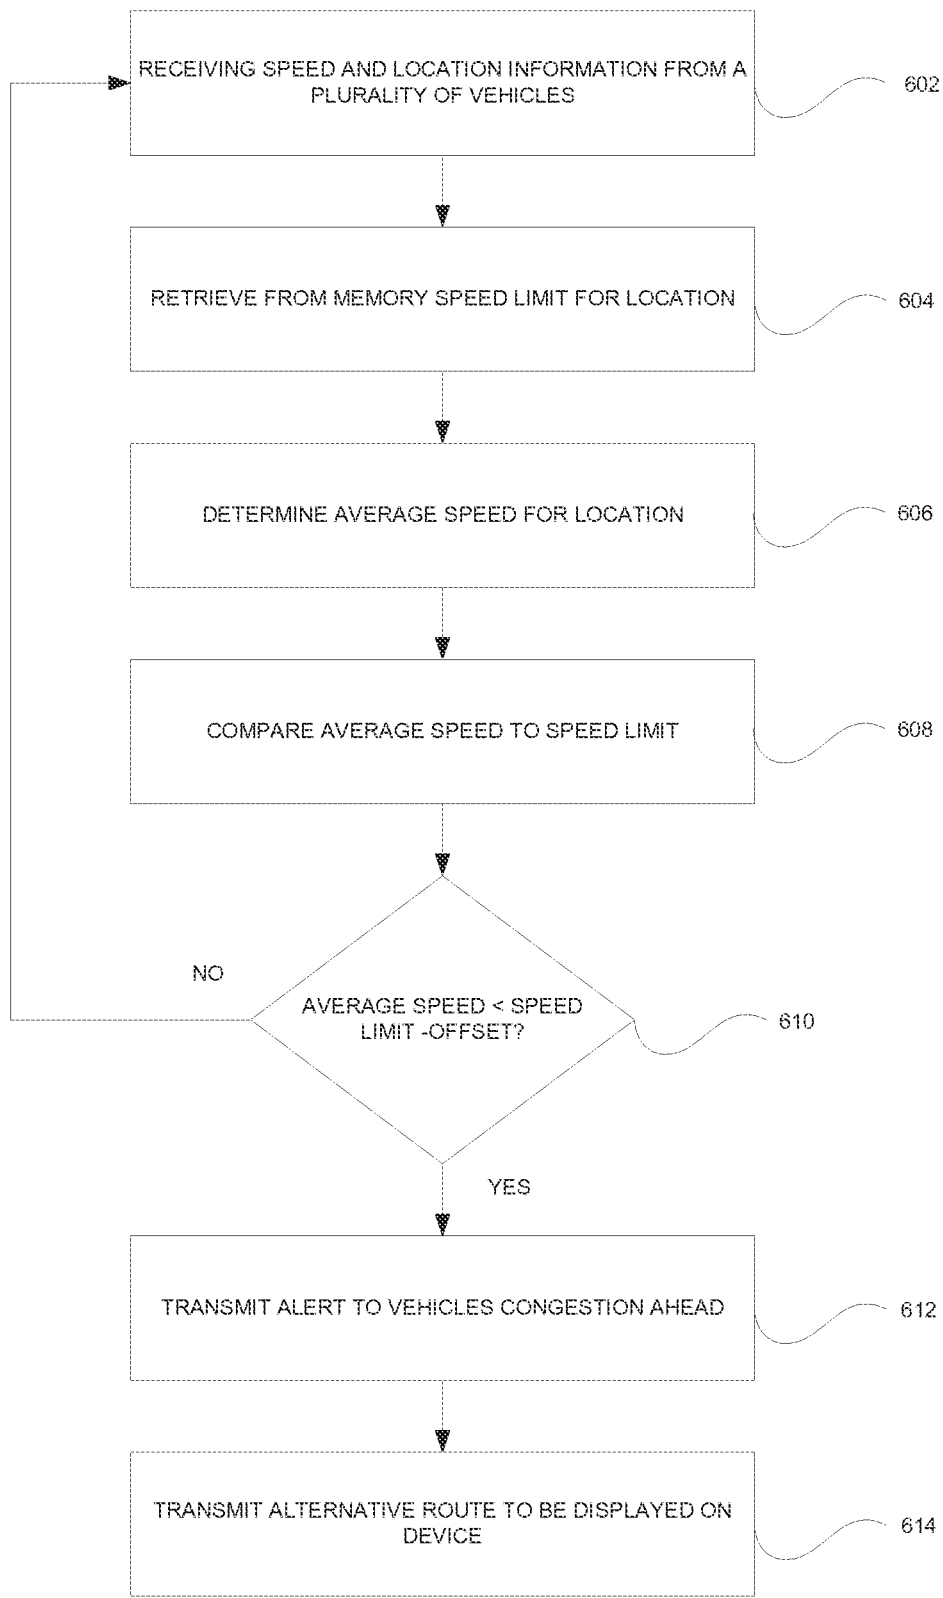 RECEIVING SPEED AND LOCATION INFORMATION FROM A
PLURALITY OF VEHICLES
602
RETRIEVE FROM MEMORY SPEED LIMIT FOR LOCATION
604
DETERMINE AVERAGE SPEED FOR LOCATION
606
COMPARE AVERAGE SPEED TO SPEED LIMIT
608
NO
AVERAGE SPEED < SPEED
LIMIT -OFFSET?
610
YES
TRANSMIT ALERT TO VEHICLES CONGESTION AHEAD
612
TRANSMIT ALTERNATIVE ROUTE TO BE DISPLAYED ON
DEVICE
614